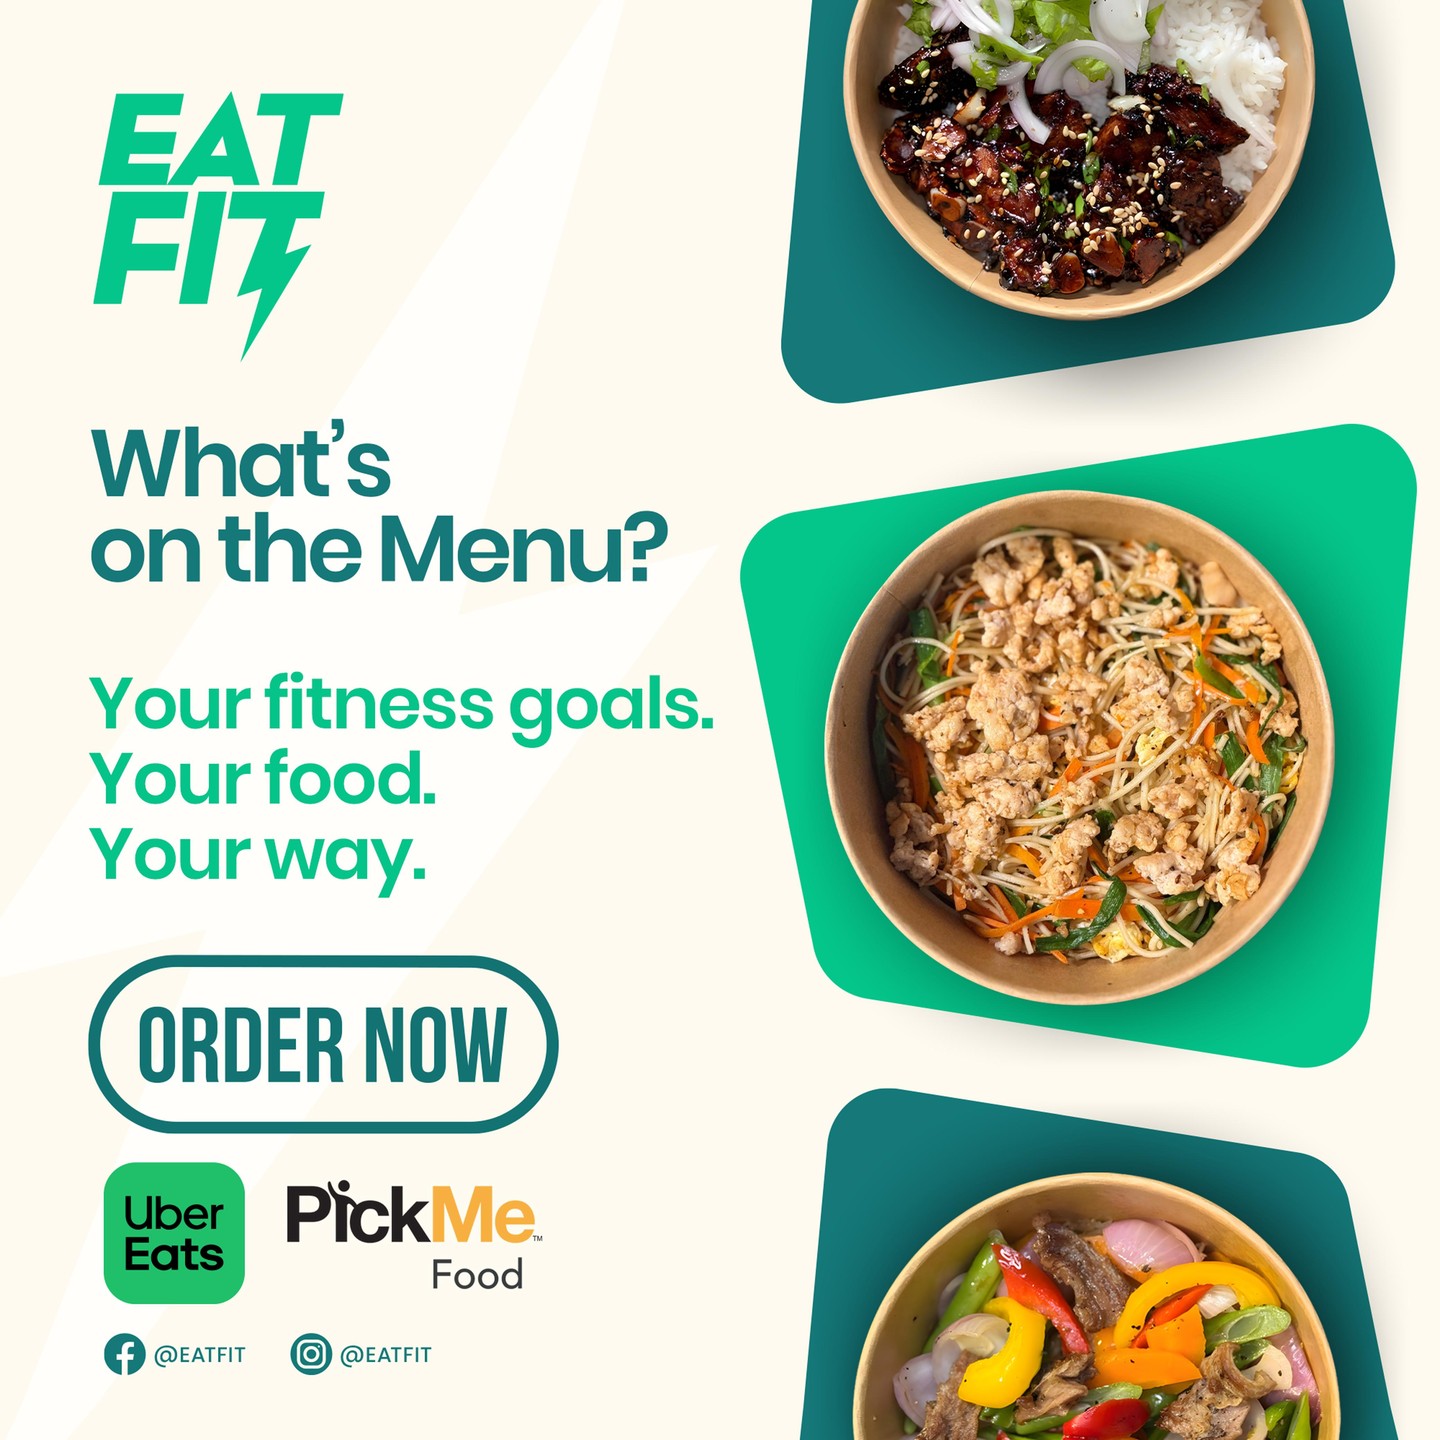 EAT
FIT
What's
on the Menu?
Your fitness goals.
Your food.
Your way.
ORDER NOW
Uber
Eats
PickMe™
Food
@EATFIT
@EATFIT